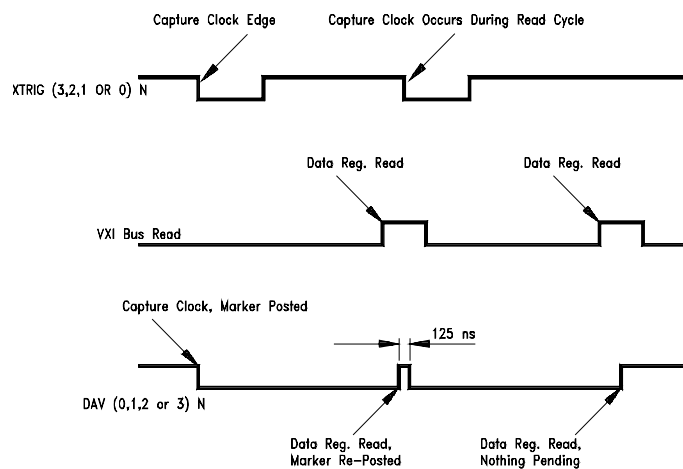 Capture Clock Edge
Capture Clock Occurs During Read Cycle
XTRIG (3,2,1 OR 0) N
Data Reg. Read
Data Reg. Read
VXI Bus Read
Capture Clock, Marker Posted
125 ns
DAV (0,1,2 or 3) N
Data Reg. Read,
Marker Re-Posted
Data Reg. Read,
Nothing Pending